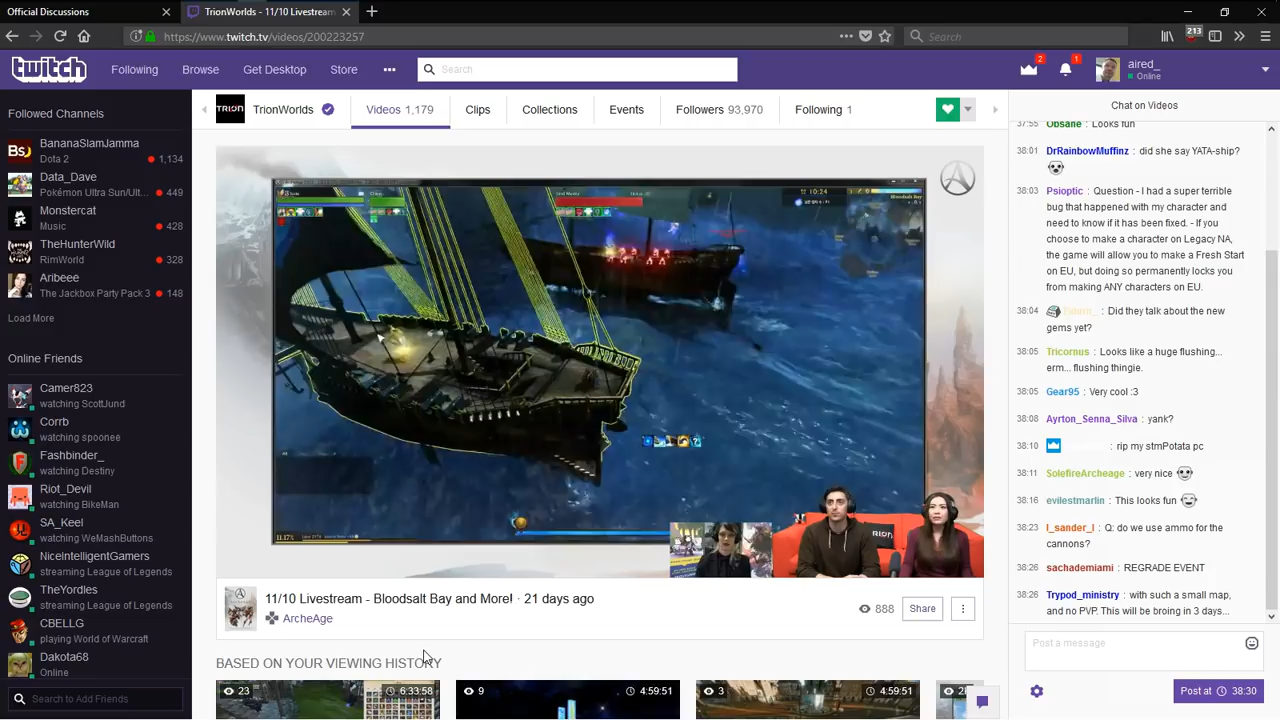 Official Discussions
TrionWorlds - 11/10 Livestream
https://www.twitch.tv/videos/200223257
Search
213
twitch
Following
Browse
Get Desktop
Store
Search
2
1
aired_
Online
Followed Channels
BananaSlamJamma
Dota 2
1,134
Data_Dave
Pokémon Ultra Sun/Ult...
449
Monstercat
Music
428
TheHunterWild
RimWorld
328
Aribeee
The Jackbox Party Pack 3
148
Load More
Online Friends
Camer823
watching ScottJund
Corrb
watching spoonee
Fashbinder_
watching Destiny
Riot_Devil
watching BikeMan
SA_Keel
watching WeMashButtons
NiceIntelligentGamers
streaming League of Legends
TheYordles
streaming League of Legends
CBELLG
playing World of Warcraft
Dakota68
Online
Search to Add Friends
TRION
TrionWorlds
Videos 1,179
Clips
Collections
Events
Followers 93,970
Following 1
10:24
Bloodsalt Bay
TRION
11/10 Livestream - Bloodsalt Bay and More! · 21 days ago
ArcheAge
888
Share
BASED ON YOUR VIEWING HISTORY
23
6:33:58
4:59:51
3
4:59:51
Chat on Videos
37:55 Obsane: Looks fun
38:01 DrRainbowMuffinz: did she say YATA-ship?
38:03 Psioptic: Question - I had a super terrible
bug that happened with my character and
need to know if it has been fixed. - If you
choose to make a character on Legacy NA,
the game will allow you to make a Fresh Start
on EU, but doing so permanently locks you
from making ANY characters on EU.
38:04 : Did they talk about the new
gems yet?
38:05 Tricornus: Looks like a huge flushing...
erm... flushing thingie.
38:05 Gear95: Very cool :3
38:08 Ayrton_Senna_Silva: yank?
38:10 : rip my stmPotata pc
38:11 SolefireArcheage: very nice
38:16 evilestmarlin: This looks fun
38:23 l_sander_l: Q: do we use ammo for the
cannones?
38:26 sachademiami: REGRADE EVENT
38:26 Trypod_ministry: with such a small map,
and no PVP. This will be broing in 3 days...
Post a message
Post at 38:30